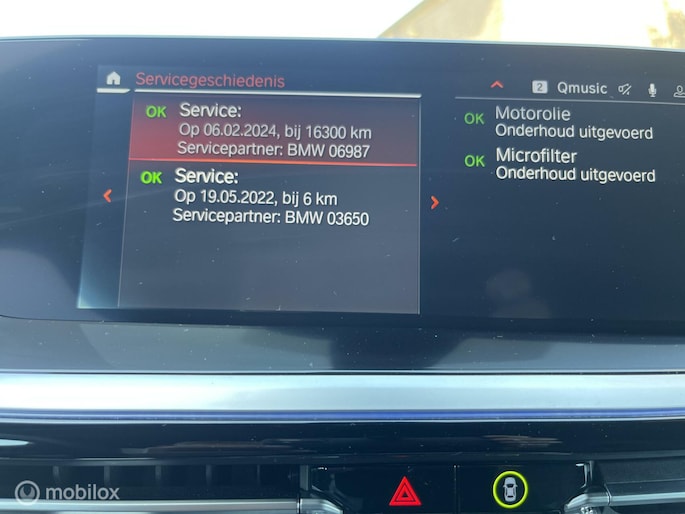 Servicegeschiedenis
OK Service:
Op 06.02.2024, bij 16300 km
Servicepartner: BMW 06987
OK Service:
Op 19.05.2022, bij 6 km
Servicepartner: BMW 03650
2 Qmusic
OK Motorolie
Onderhoud uitgevoerd
OK Microfilter
Onderhoud uitgevoerd
mobilox